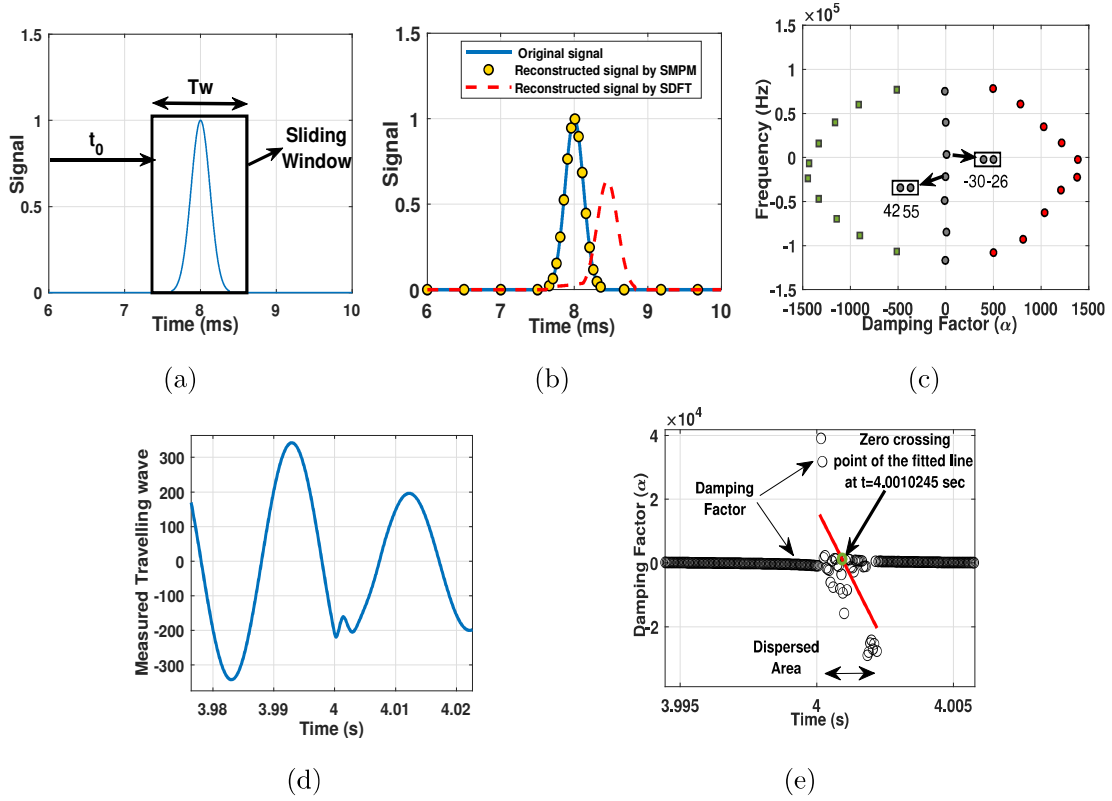 1.5
1
0.5
0
Signal
6
7
8
9
10
Time (ms)
Tw
t0
Sliding
Window
(a)
1.5
1
0.5
0
Signal
6
7
8
9
10
Time (ms)
Original signal
Reconstructed signal by SMPM
Reconstructed signal by SDFT
(b)
×10^5
1.5
1
0.5
0
-0.5
-1
-1.5
Frequency (Hz)
-30-26
42 55
-1500
-1000
-500
0
500
1000
1500
Damping Factor (α)
(c)
300
200
100
0
-100
-200
-300
Measured Travelling wave
3.98
3.99
4
4.01
4.02
Time (s)
(d)
×10^4
4
2
0
-2
Damping Factor (α)
Zero crossing
point of the fitted line
at t=4.0010245 sec
Damping
Factor
Dispersed
Area
3.995
4
4.005
Time (s)
(e)